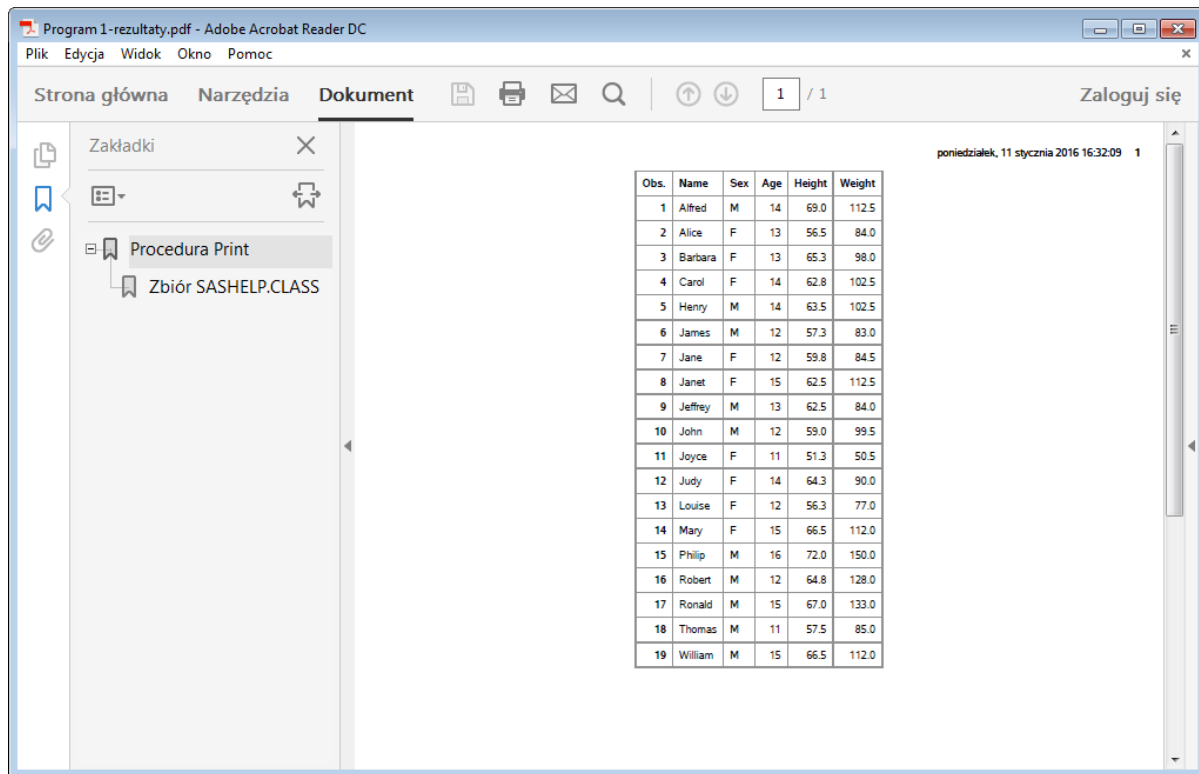 Program 1-rezultaty.pdf - Adobe Acrobat Reader DC
Plik Edycja Widok Okno Pomoc
Strona główna Narzędzia Dokument 1 / 1 Zaloguj się
Zakładki
Procedura Print
Zbiór SASHELP.CLASS
poniedziałek, 11 stycznia 2016 16:32:09 1
Obs. Name Sex Age Height Weight
1 Alfred M 14 69.0 112.5
2 Alice F 13 56.5 84.0
3 Barbara F 13 65.3 98.0
4 Carol F 14 62.8 102.5
5 Henry M 14 63.5 102.5
6 James M 12 57.3 83.0
7 Jane F 12 59.8 84.5
8 Janet F 15 62.5 112.5
9 Jeffrey M 13 62.5 84.0
10 John M 12 59.0 99.5
11 Joyce F 11 51.3 50.5
12 Judy F 14 64.3 90.0
13 Louise F 12 56.3 77.0
14 Mary F 15 66.5 112.0
15 Philip M 16 72.0 150.0
16 Robert M 12 64.8 128.0
17 Ronald M 15 67.0 133.0
18 Thomas M 11 57.5 85.0
19 William M 15 66.5 112.0